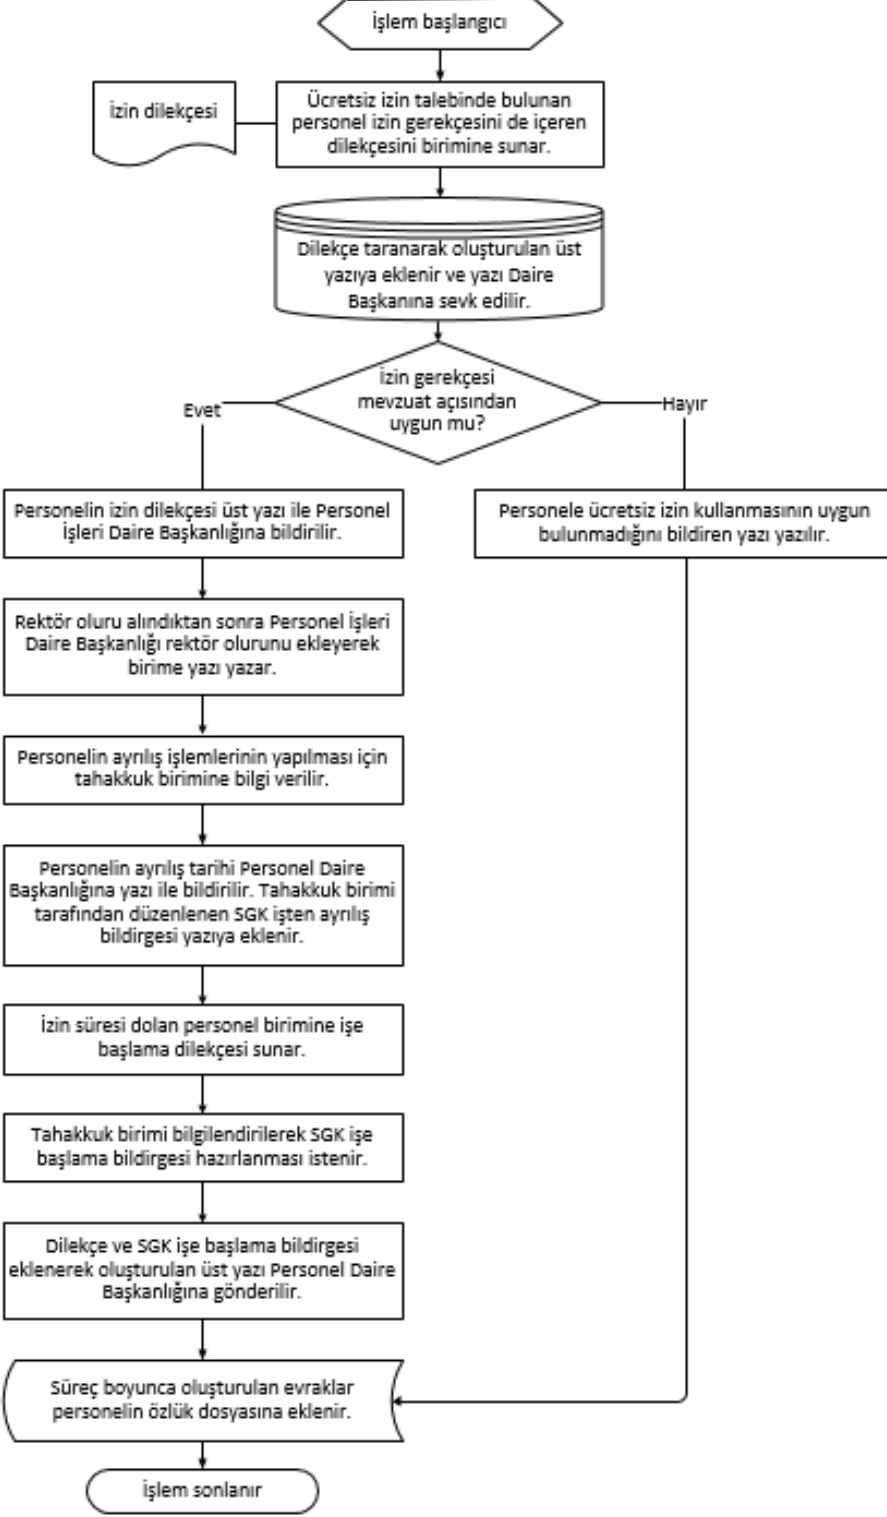 İşlem başlangıcı
İzin dilekçesi
Ücretsiz izin talebinde bulunan
personel izin gerekçesini de içeren
dilekçesini birimine sunar.
Dilekçe taranarak oluşturulan üst
yazıya eklenir ve yazı Daire
Başkanına sevk edilir.
İzin gerekçesi
mevzuat açısından
uygun mu?
Evet
Hayır
Personelin izin dilekçesi üst yazı ile Personel
İşleri Daire Başkanlığına bildirilir.
Personele ücretsiz izin kullanmasının uygun
bulunmadığını bildiren yazı yazılır.
Rektör oluru alındıktan sonra Personel İşleri
Daire Başkanlığı rektör olurunu ekleyerek
birime yazı yazar.
Personelin ayrılış işlemlerinin yapılması için
tahakkuk birimine bilgi verilir.
Personelin ayrılış tarihi Personel Daire
Başkanlığına yazı ile bildirilir. Tahakkuk birimi
tarafından düzenlenen SGK işten ayrılış
bildirgesi yazıya eklenir.
İzin süresi dolan personel birimine işe
başlama dilekçesi sunar.
Tahakkuk birimi bilgilendirilerek SGK işe
başlama bildirgesi hazırlanması istenir.
Dilekçe ve SGK işe başlama bildirgesi
eklenerek oluşturulan üst yazı Personel Daire
Başkanlığına gönderilir.
Süreç boyunca oluşturulan evraklar
personelin özlük dosyasına eklenir.
İşlem sonlanır